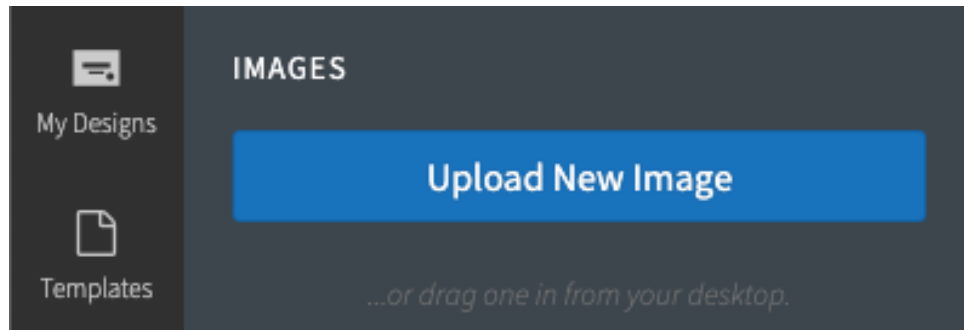 My Designs
Templates
IMAGES
Upload New Image
...or drag one in from your desktop.